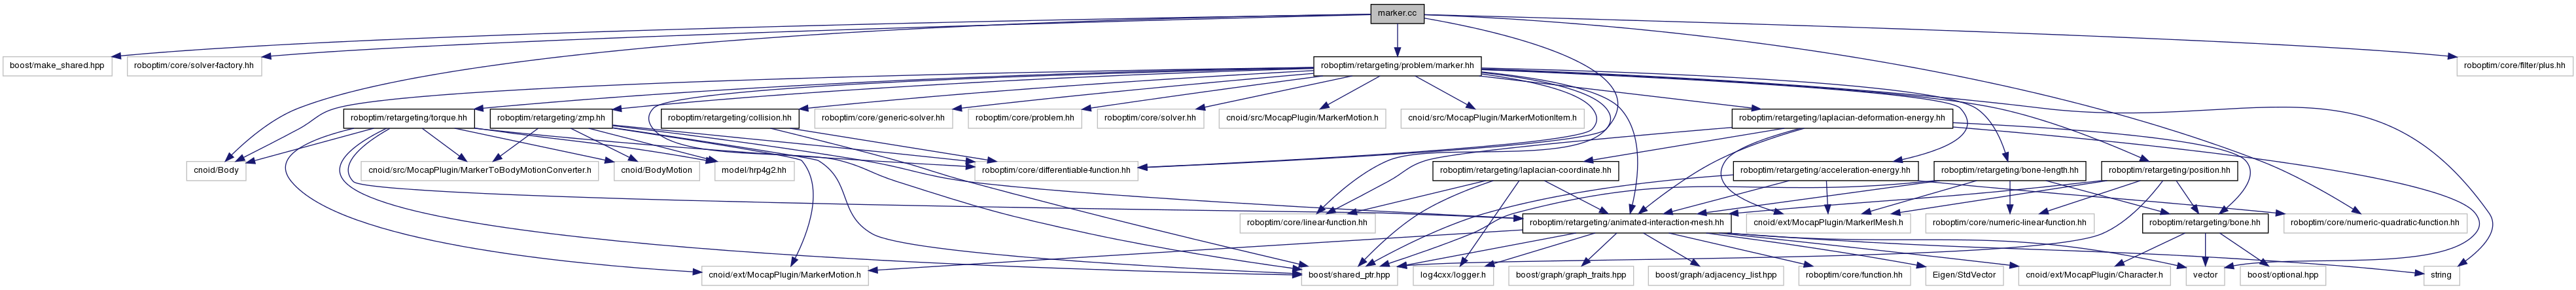 marker.cc
boost/make_shared.hpp
roboptim/core/solver-factory.hh
roboptim/retargeting/problem/marker.hh
roboptim/core/filter/plus.hh
roboptim/retargeting/torque.hh
roboptim/retargeting/zmp.hh
roboptim/retargeting/collision.hh
roboptim/core/generic-solver.hh
roboptim/core/problem.hh
roboptim/core/solver.hh
cnoid/src/MocapPlugin/MarkerMotion.h
cnoid/src/MocapPlugin/MarkerMotionItem.h
roboptim/retargeting/laplacian-deformation-energy.hh
cnoid/Body
cnoid/src/MocapPlugin/MarkerToBodyMotionConverter.h
cnoid/BodyMotion
model/hrp4g2.hh
roboptim/core/differentiable-function.hh
roboptim/retargeting/laplacian-coordinate.hh
roboptim/retargeting/acceleration-energy.hh
roboptim/retargeting/bone-length.hh
roboptim/retargeting/position.hh
roboptim/core/linear-function.hh
roboptim/retargeting/animated-interaction-mesh.hh
cnoid/ext/MocapPlugin/MarkerIMesh.h
roboptim/core/numeric-linear-function.hh
roboptim/retargeting/bone.hh
roboptim/core/numeric-quadratic-function.hh
cnoid/ext/MocapPlugin/MarkerMotion.h
boost/shared_ptr.hpp
log4cxx/logger.h
boost/graph/graph_traits.hpp
boost/graph/adjacency_list.hpp
roboptim/core/function.hh
Eigen/StdVector
cnoid/ext/MocapPlugin/Character.h
vector
boost/optional.hpp
string